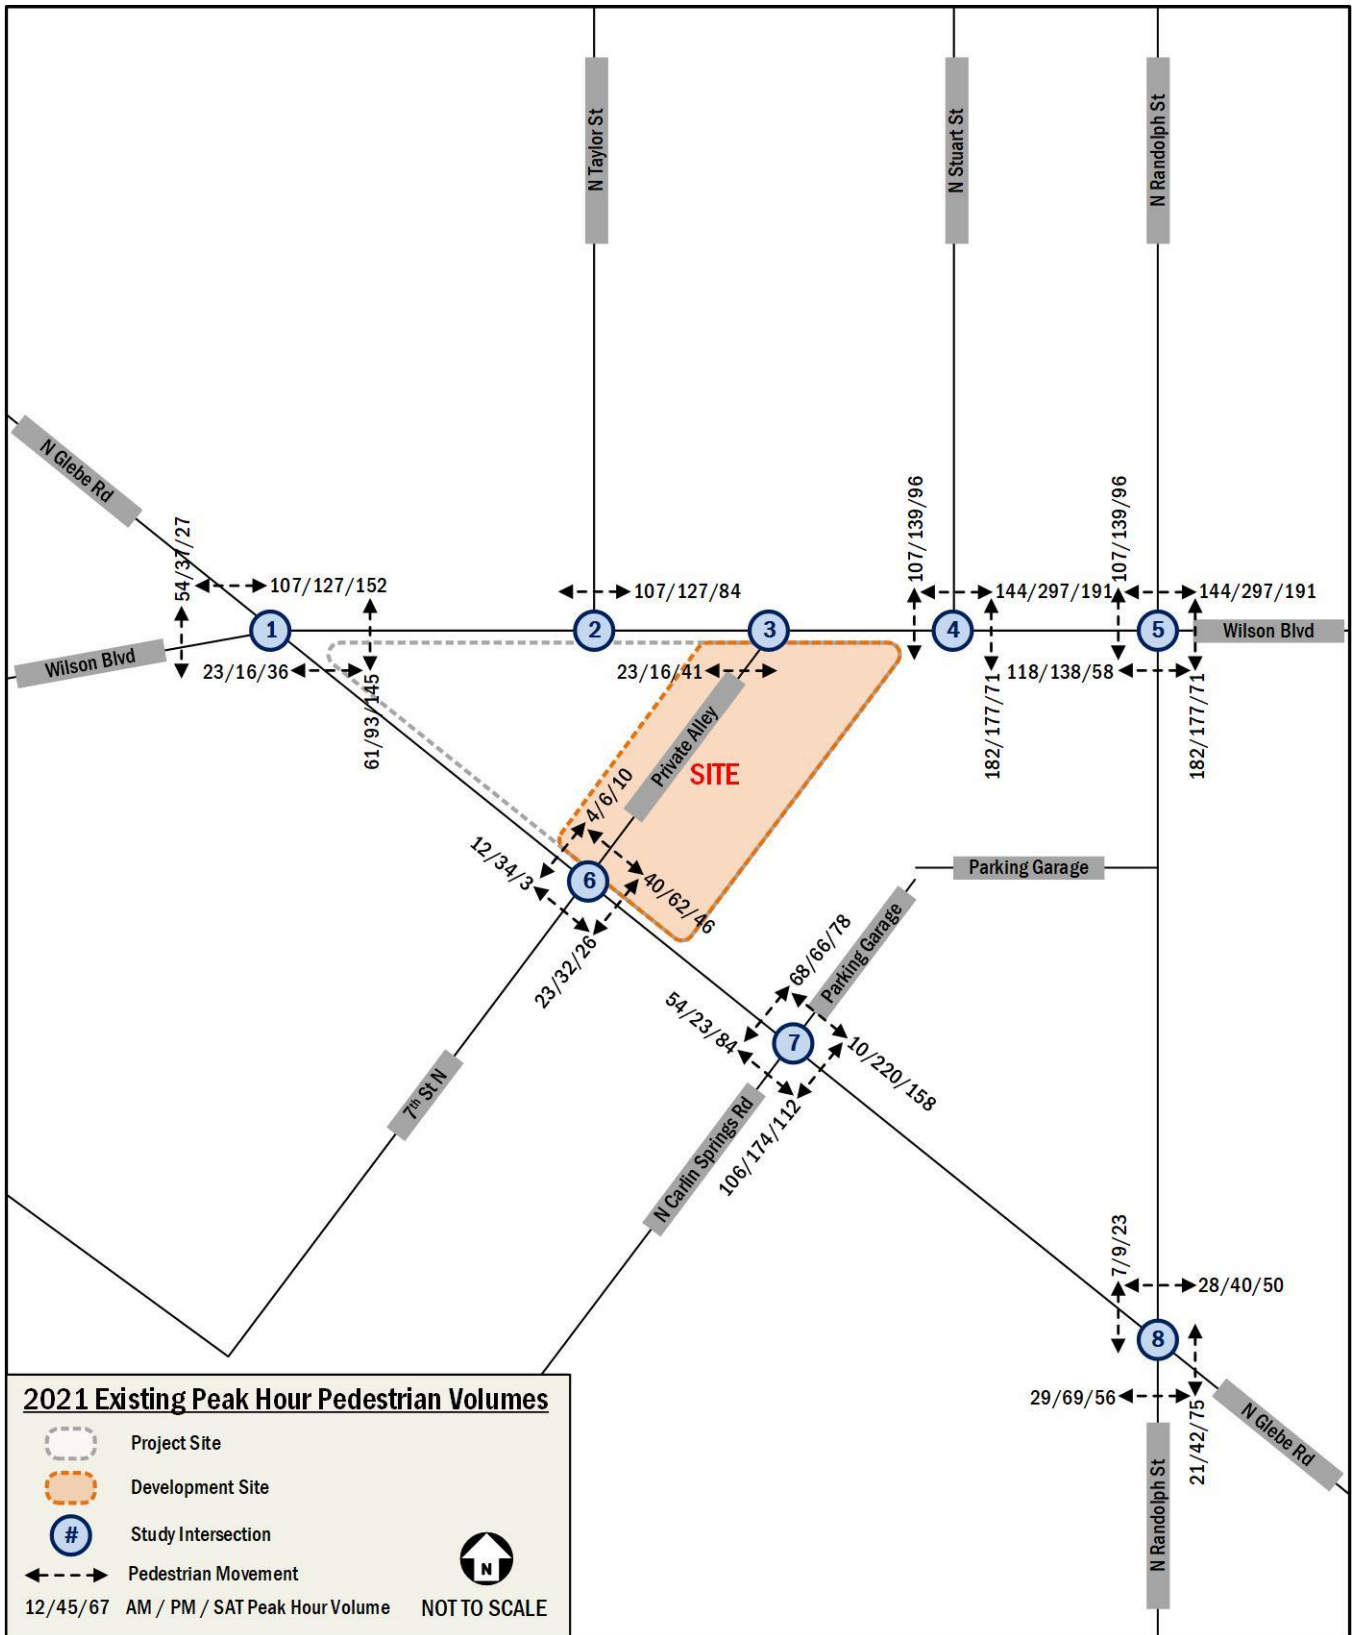 N Taylor St
N Stuart St
N Randolph St
N Glebe Rd
54/37/27
107/127/152
107/127/84
107/139/96
144/297/191
107/139/96
144/297/191
1
2
3
4
5
Wilson Blvd
Wilson Blvd
23/16/36
61/93/145
23/16/41
182/177/71
118/138/58
182/177/71
Private Alley
SITE
4/6/10
12/34/3
6
40/62/46
23/32/26
Parking Garage
Parking Garage
68/66/78
54/23/84
7
10/220/158
106/174/112
7th St N
N Carlin Springs Rd
7/9/23
28/40/50
8
29/69/56
21/42/75
N Glebe Rd
N Randolph St
2021 Existing Peak Hour Pedestrian Volumes
Project Site
Development Site
# Study Intersection
Pedestrian Movement
12/45/67 AM / PM / SAT Peak Hour Volume
N
NOT TO SCALE